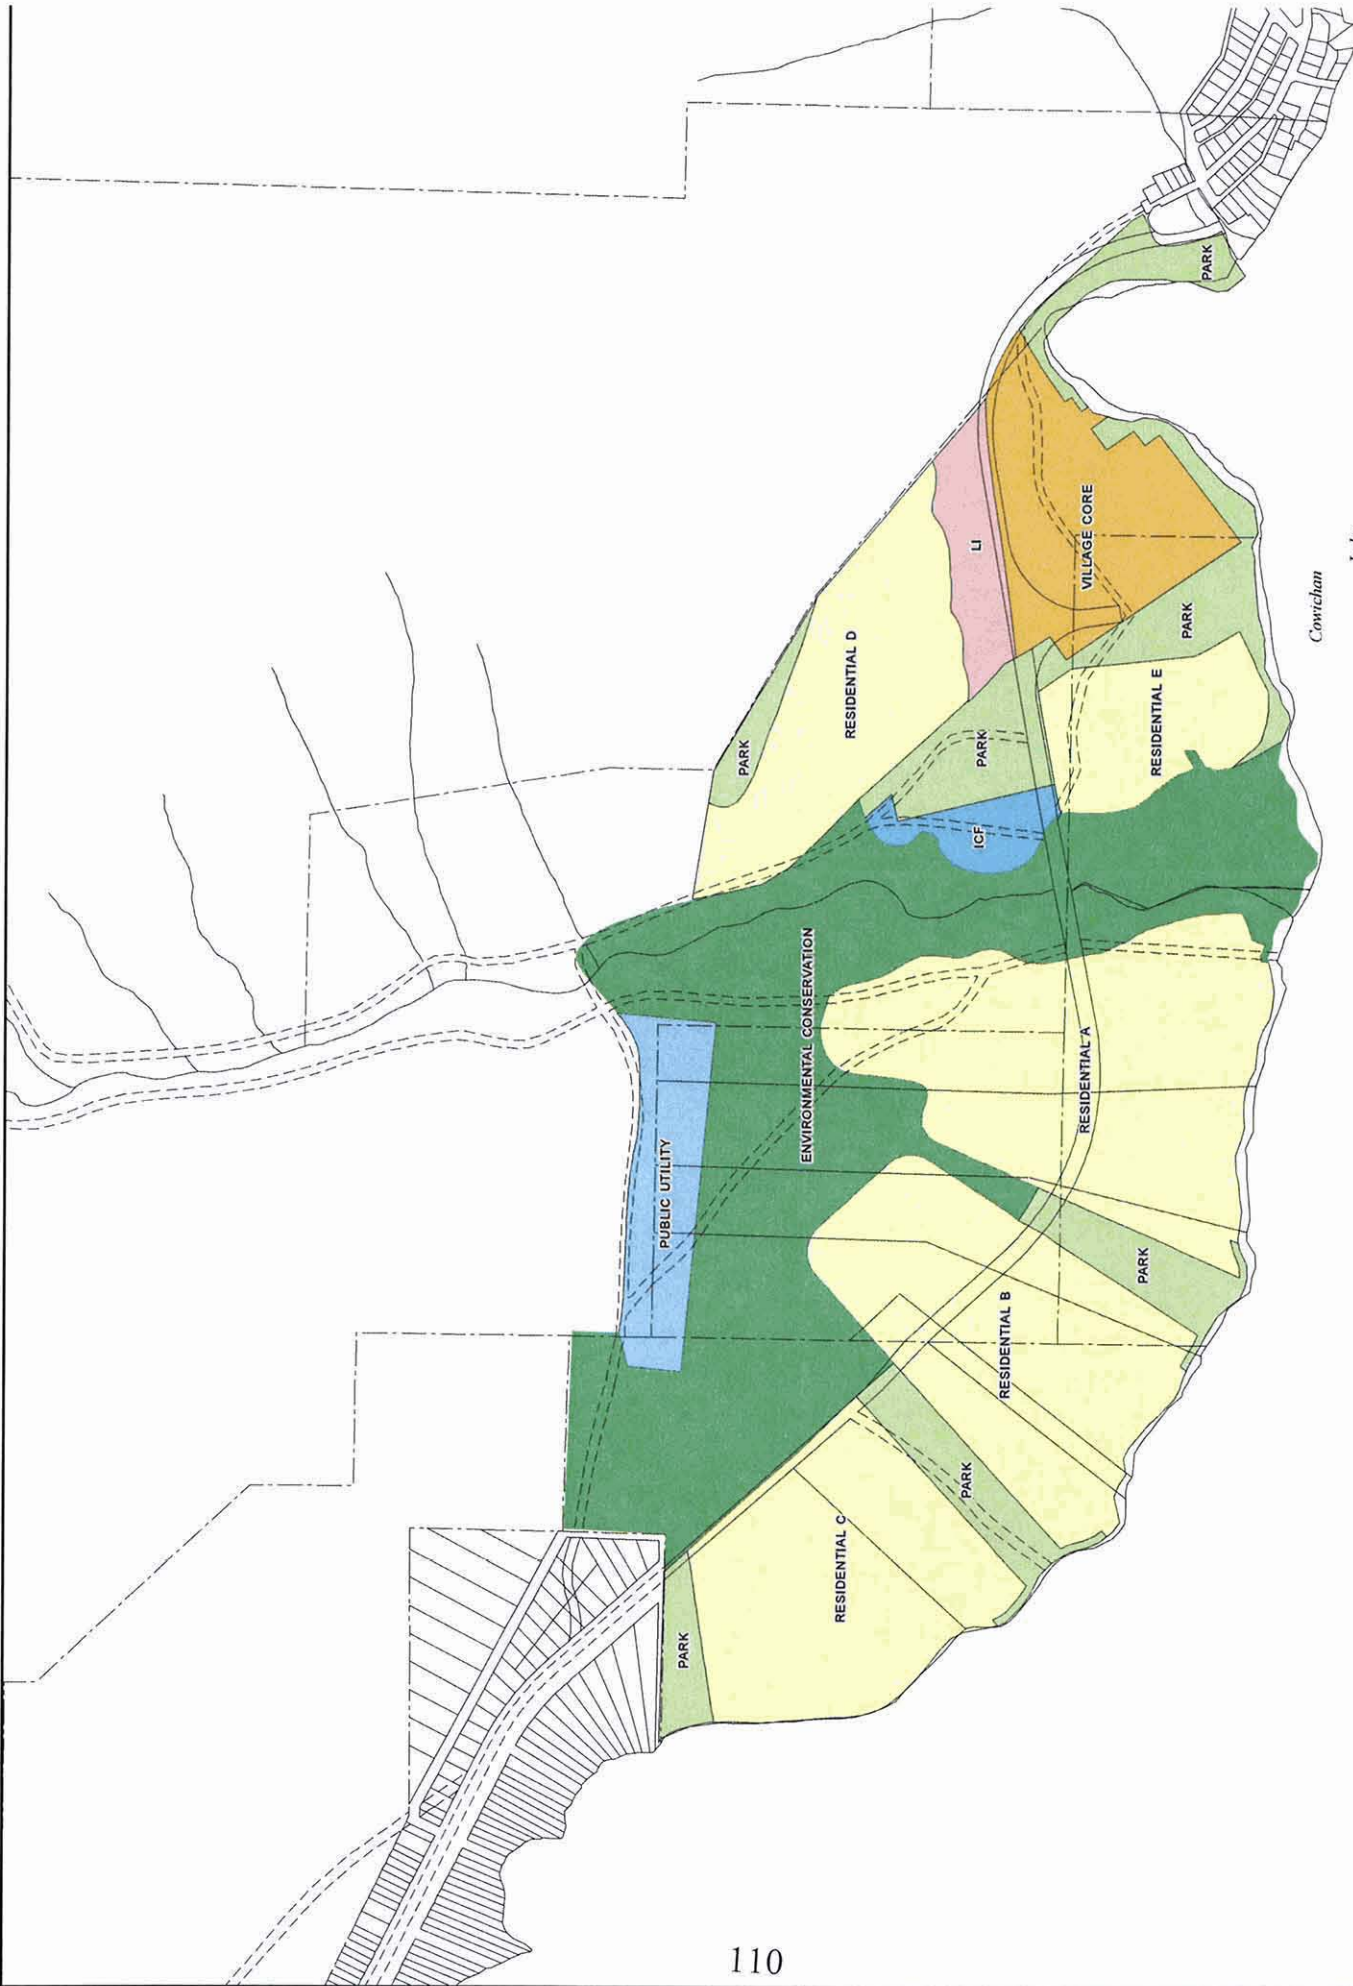 PARK
LI
VILLAGE CORE
PARK
RESIDENTIAL D
PARK
PARK
RESIDENTIAL E
ICF
Cowichan
ENVIRONMENTAL CONSERVATION
PUBLIC UTILITY
RESIDENTIAL A
PARK
RESIDENTIAL B
PARK
RESIDENTIAL C
PARK
110